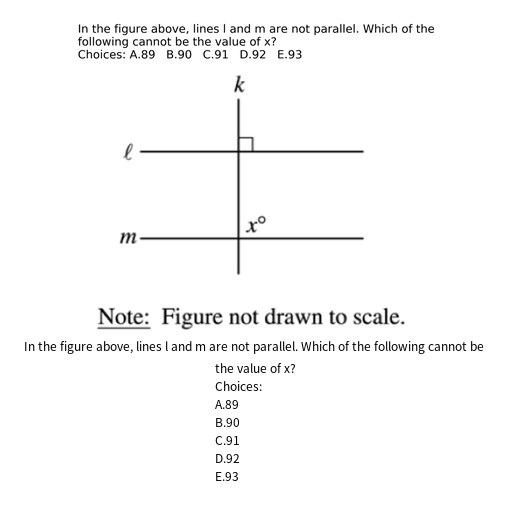 In the figure above, lines l and m are not parallel. Which of the
following cannot be the value of x?
Choices: A.89 B.90 C.91 D.92 E.93
k
ℓ
x°
m
Note: Figure not drawn to scale.
In the figure above, lines l and m are not parallel. Which of the following cannot be
the value of x?
Choices:
A.89
B.90
C.91
D.92
E.93